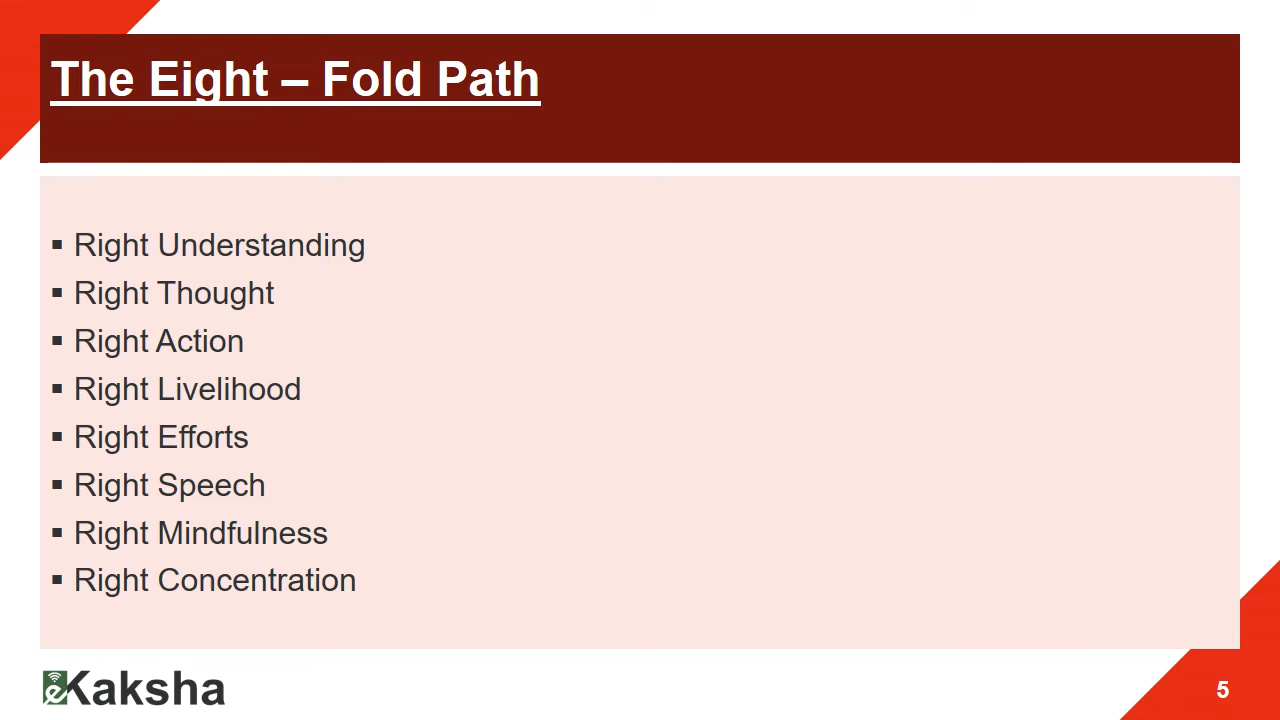 The Eight – Fold Path
▪ Right Understanding
▪ Right Thought
▪ Right Action
▪ Right Livelihood
▪ Right Efforts
▪ Right Speech
▪ Right Mindfulness
▪ Right Concentration
eKaksha
5